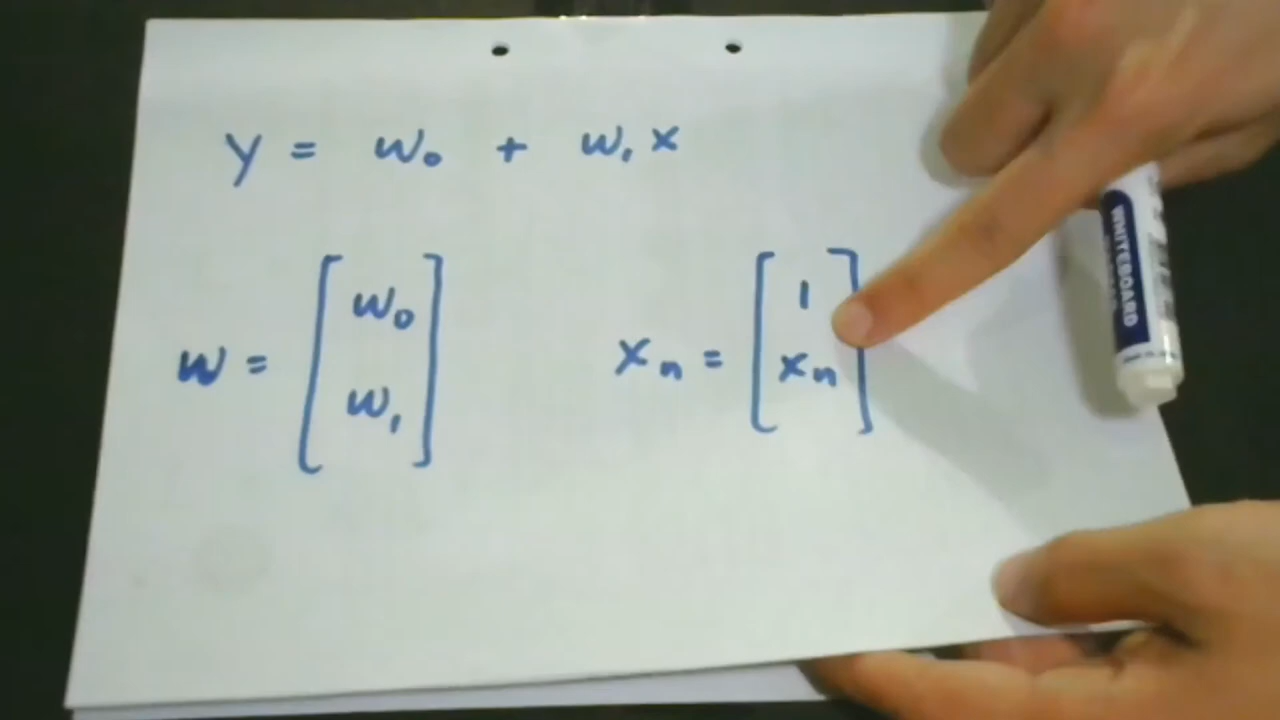 y = w₀ + w₁x
w = [w₀ w₁]
xₙ = [1 xₙ]
WHITEBOARD